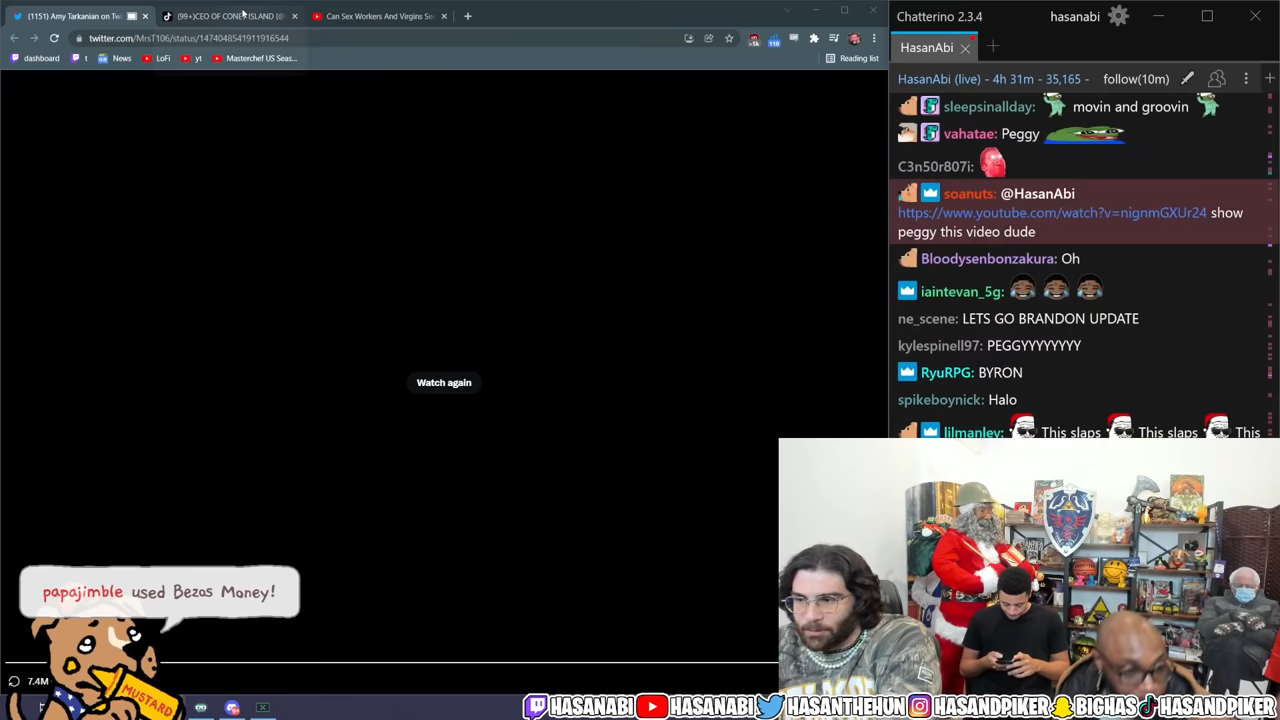 (1151) Amy Tarkanian on Tw
(99+)CEO OF CONEY ISLAND (@
Can Sex Workers And Virgins Se
Chatterino 2.3.4
hasanabi
twitter.com/MrsT106/status/1474048541911916544
dashboard
t
News
LoFi
yt
Masterchef US Seas...
Reading list
HasanAbi
HasanAbi (live) - 4h 31m - 35,165 -
follow(10m)
sleepsinallday: movin and groovin
vahatae: Peggy
C3n50r807i:
soanuts: @HasanAbi
https://www.youtube.com/watch?v=nignmGXUr24 show
peggy this video dude
Bloodysenbonzakura: Oh
iaintevan_5g:
ne_scene: LETS GO BRANDON UPDATE
kylespinell97: PEGGYYYYYYYY
RyuRPG: BYRON
spikeboynick: Halo
lilmanley: This slaps This slaps This
Watch again
papajimble used Bezos Money!
MUSTARD
7.4M
HASANABI
HASANABI
HASANTHEHUN
HASANDPIKER
BIGHAS
HASANDPIKER